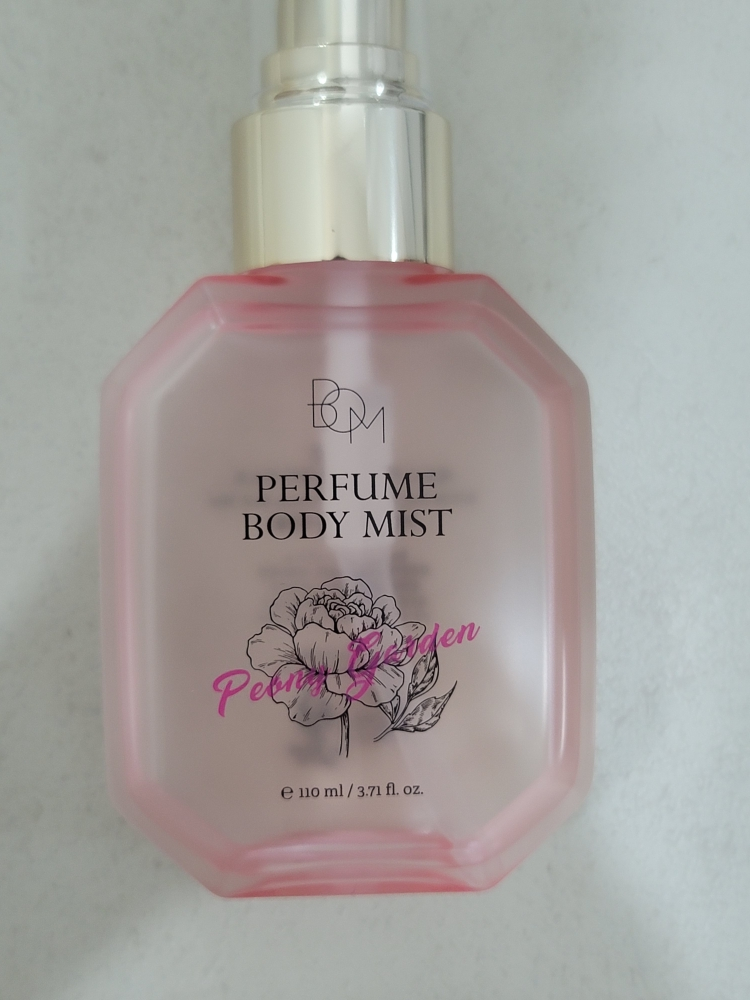 BOM
PERFUME
BODY MIST
Peony Garden
℮ 110 ml / 3.71 fl. oz.